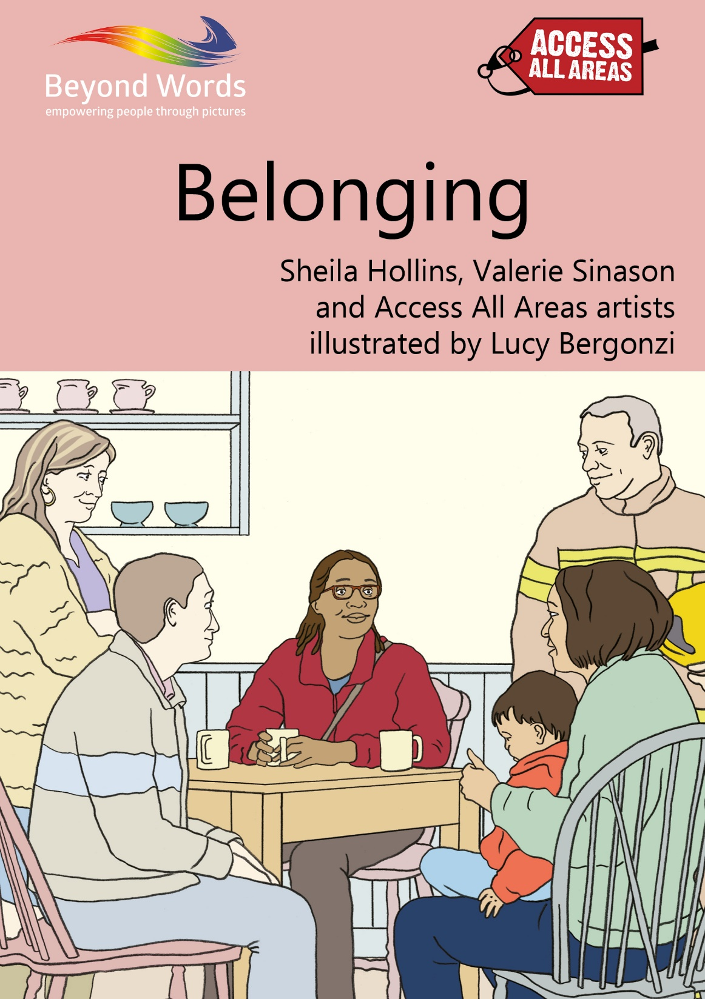 Beyond Words
empowering people through pictures
ACCESS
ALL AREAS
Belonging
Sheila Hollins, Valerie Sinason
and Access All Areas artists
illustrated by Lucy Bergonzi